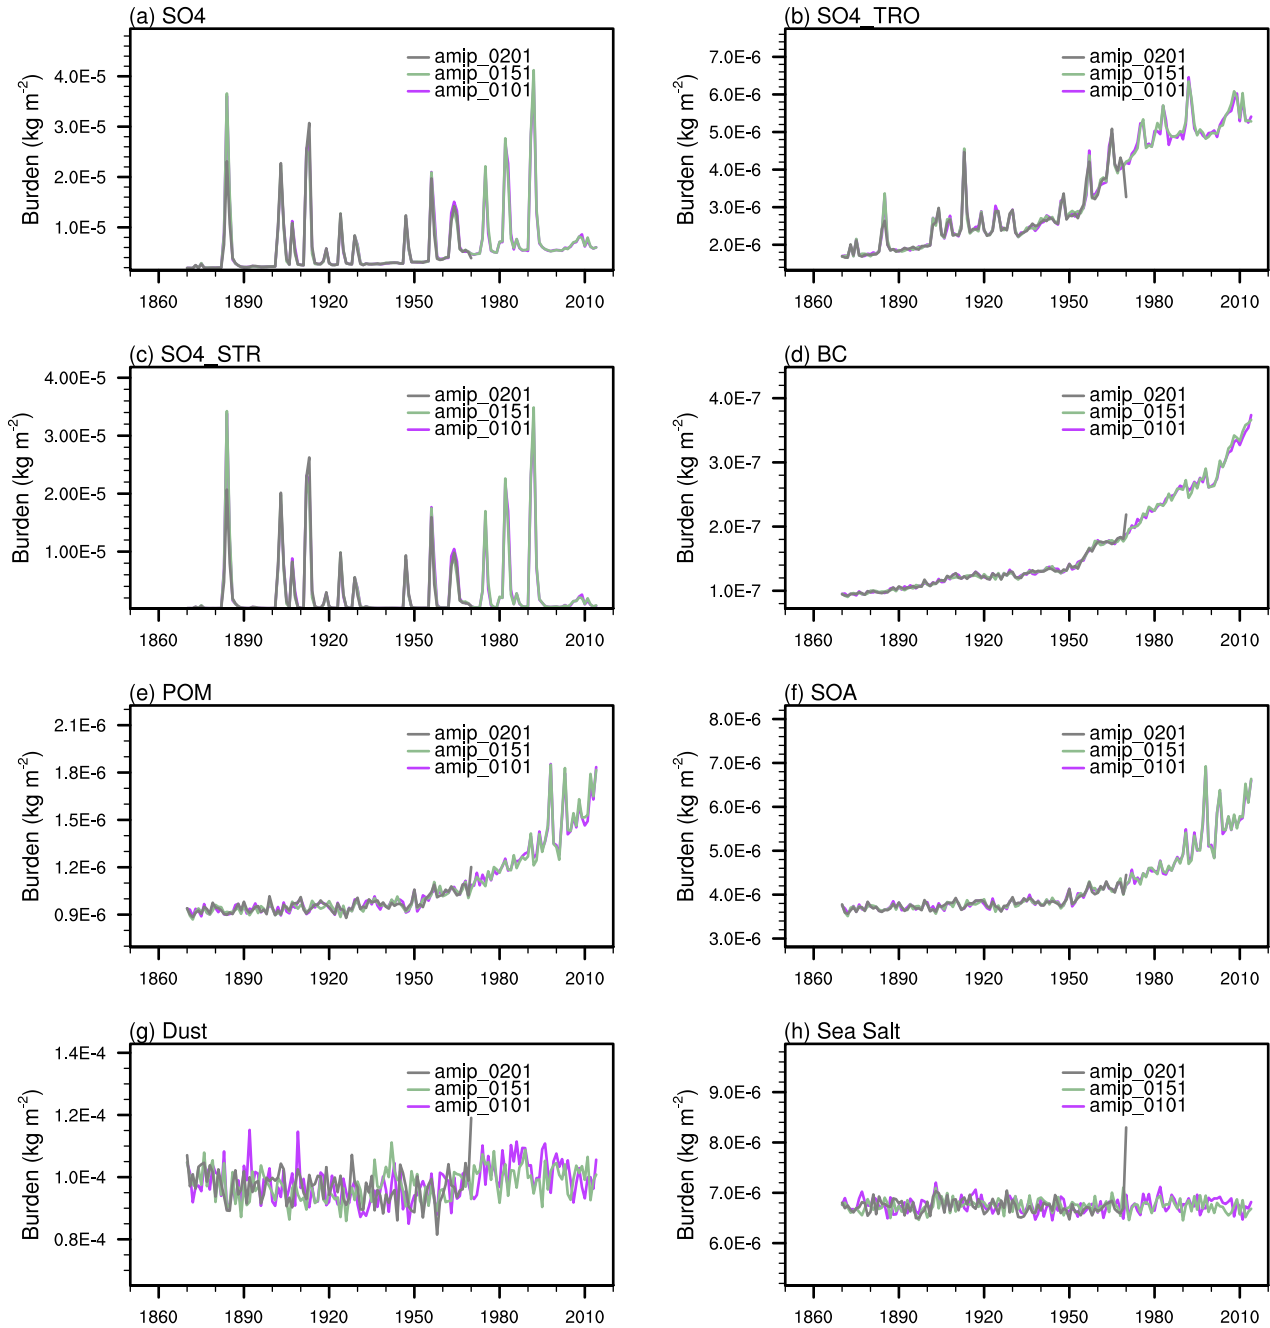 (a) SO4
Burden (kg m-2)
4.0E-5
3.0E-5
2.0E-5
1.0E-5
amip_0201
amip_0151
amip_0101
1860 1890 1920 1950 1980 2010
(b) SO4_TRO
Burden (kg m-2)
7.0E-6
6.0E-6
5.0E-6
4.0E-6
3.0E-6
2.0E-6
amip_0201
amip_0151
amip_0101
1860 1890 1920 1950 1980 2010
(c) SO4_STR
Burden (kg m-2)
4.00E-5
3.00E-5
2.00E-5
1.00E-5
amip_0201
amip_0151
amip_0101
1860 1890 1920 1950 1980 2010
(d) BC
Burden (kg m-2)
4.0E-7
3.0E-7
2.0E-7
1.0E-7
amip_0201
amip_0151
amip_0101
1860 1890 1920 1950 1980 2010
(e) POM
Burden (kg m-2)
2.1E-6
1.8E-6
1.5E-6
1.2E-6
0.9E-6
amip_0201
amip_0151
amip_0101
1860 1890 1920 1950 1980 2010
(f) SOA
Burden (kg m-2)
8.0E-6
7.0E-6
6.0E-6
5.0E-6
4.0E-6
3.0E-6
amip_0201
amip_0151
amip_0101
1860 1890 1920 1950 1980 2010
(g) Dust
Burden (kg m-2)
1.4E-4
1.2E-4
1.0E-4
0.8E-4
amip_0201
amip_0151
amip_0101
1860 1890 1920 1950 1980 2010
(h) Sea Salt
Burden (kg m-2)
9.0E-6
8.0E-6
7.0E-6
6.0E-6
amip_0201
amip_0151
amip_0101
1860 1890 1920 1950 1980 2010